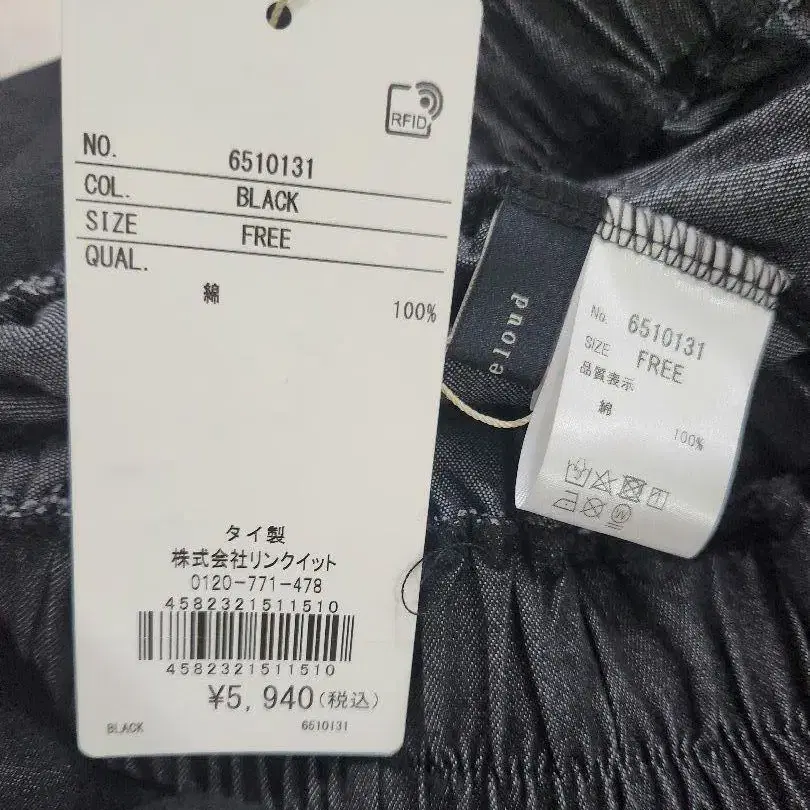 RFID
NO. 6510131
COL. BLACK
SIZE FREE
QUAL.
綿 100%
タイ製
株式会社リンクイット
0120-771-478
4582321511510
4582321511510
¥5,940(税込)
BLACK 6510131
eloud
No. 6510131
SIZE FREE
品質表示
綿 100%